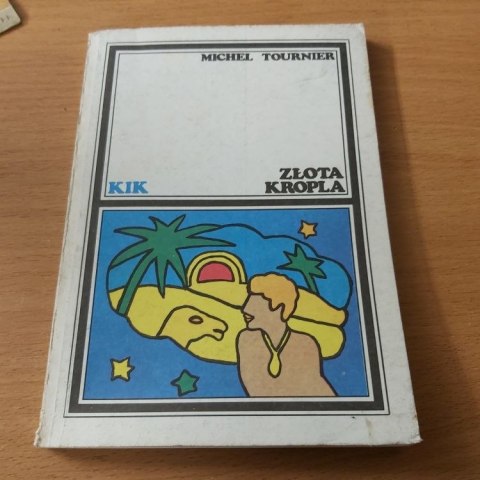 MICHEL TOURNIER
KIK
ZŁOTA
KROPLA